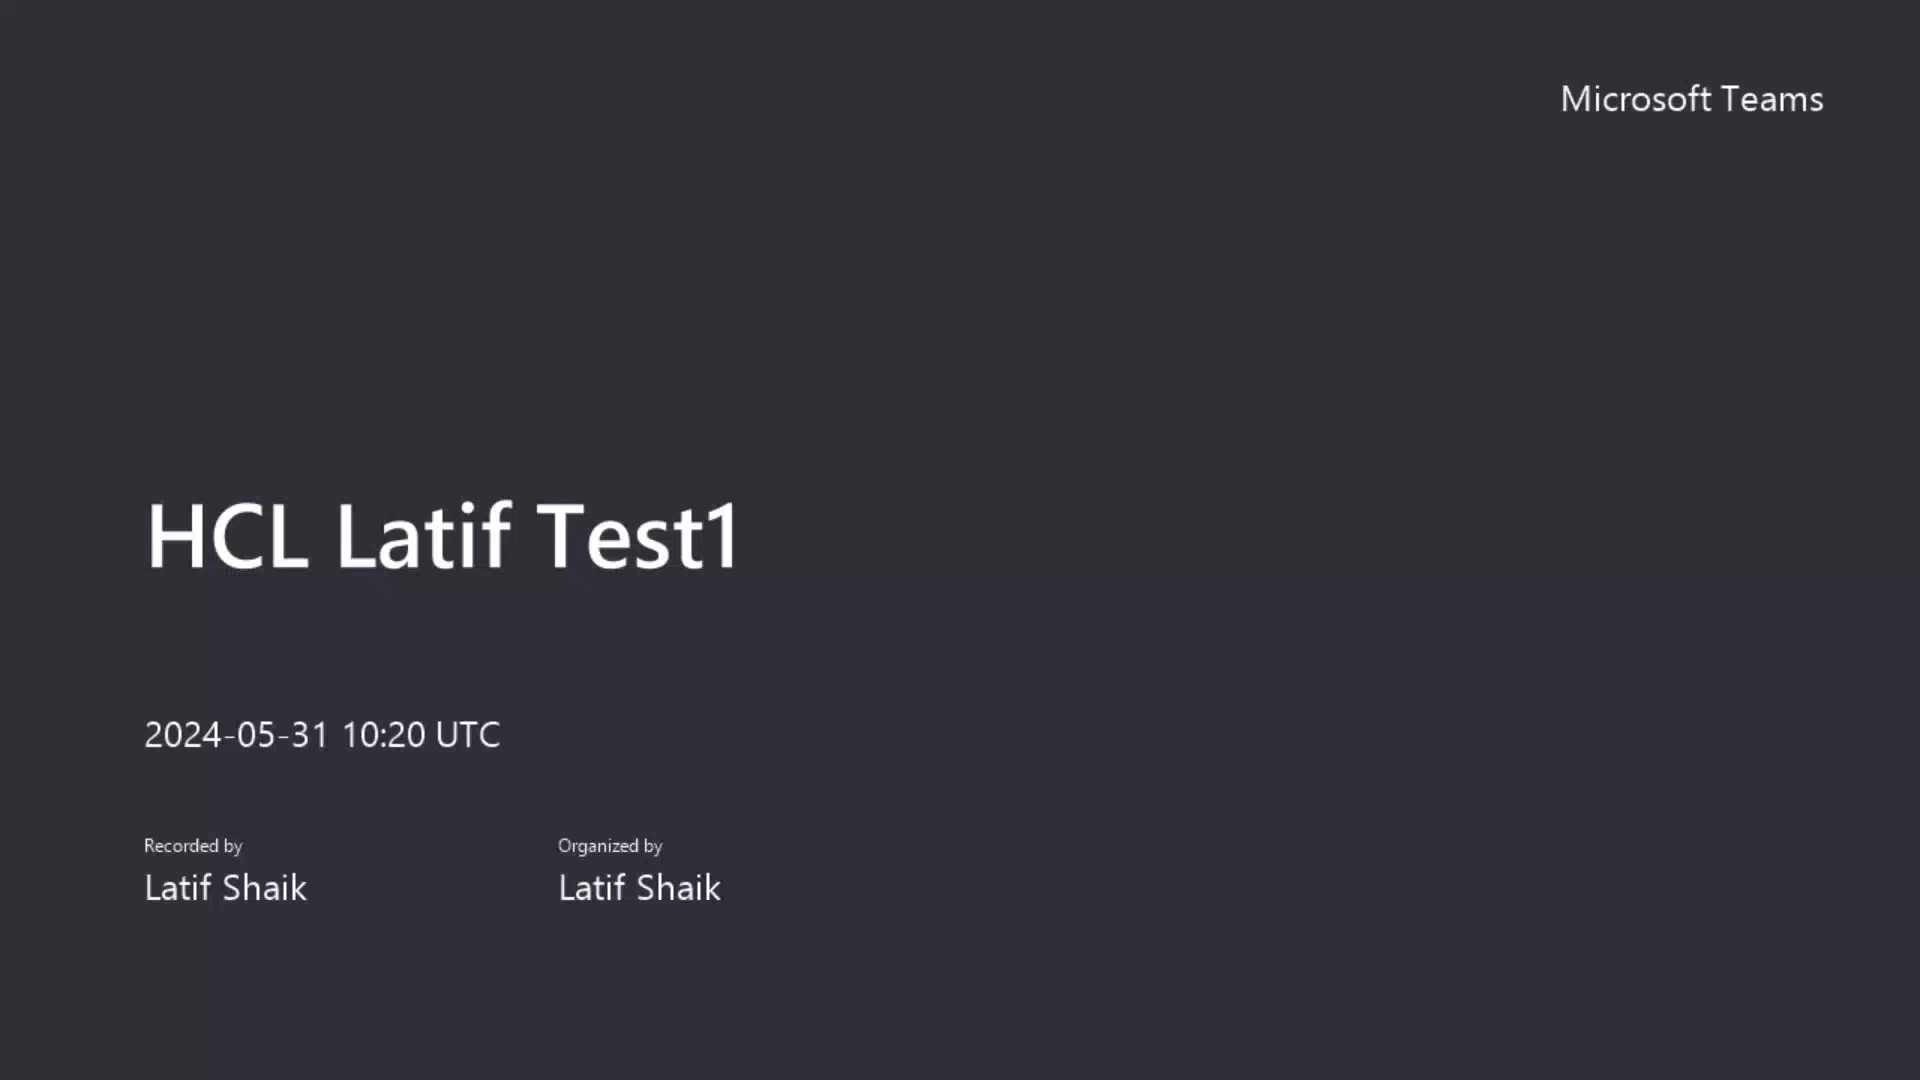 Microsoft Teams
HCL Latif Test1
2024-05-31 10:20 UTC
Recorded by
Latif Shaik
Organized by
Latif Shaik